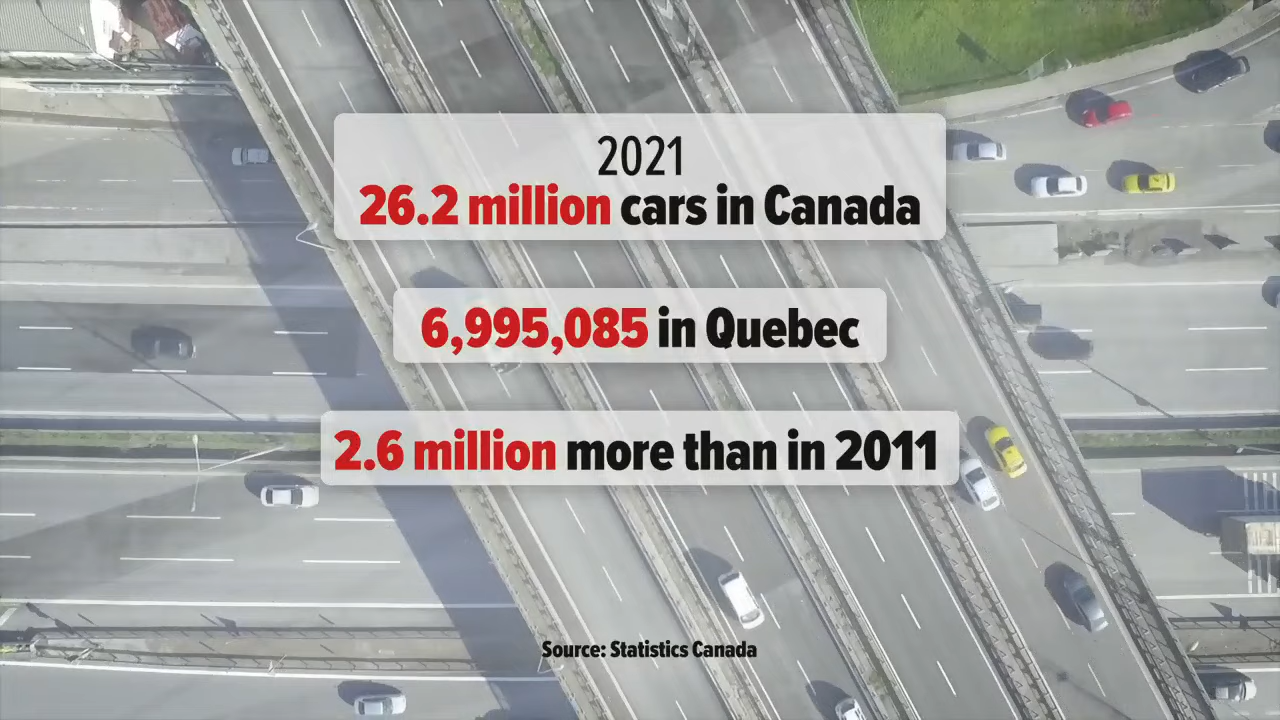 2021
26.2 million cars in Canada
6,995,085 in Quebec
2.6 million more than in 2011
Source: Statistics Canada